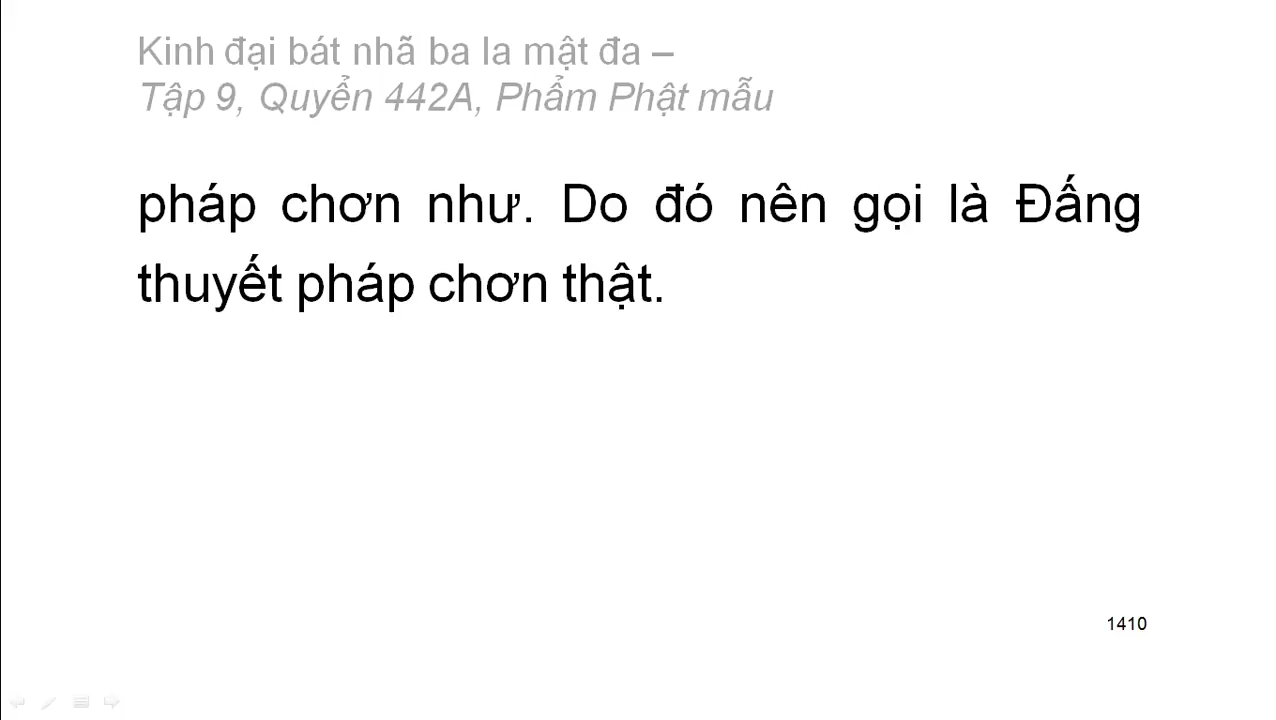 Kinh đại bát nhã ba la mật đa –
Tập 9, Quyển 442A, Phẩm Phật mẫu
pháp chơn như. Do đó nên gọi là Đấng
thuyết pháp chơn thật.
1410